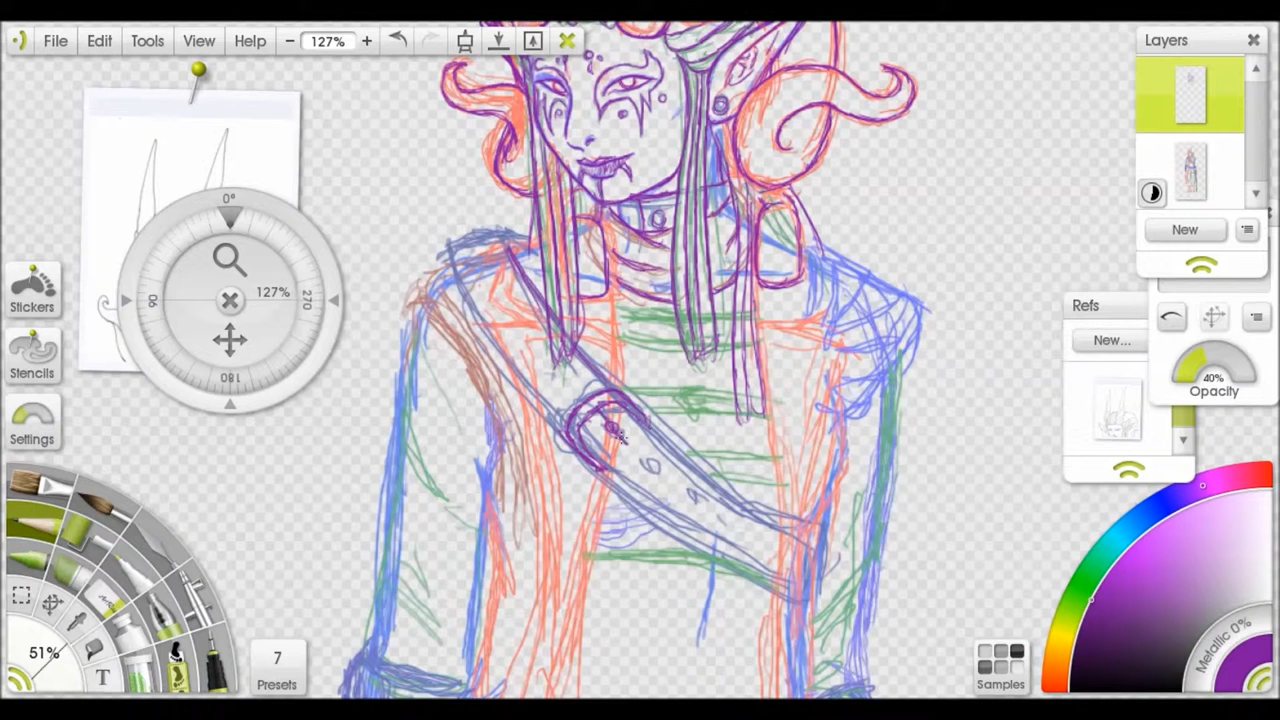 File Edit Tools View Help − 127% +
Layers
New
Refs
New...
40%
Opacity
0°
127%
90
270
180
Stickers
Stencils
Settings
51%
T
7
Presets
Samples
Metallic 0%